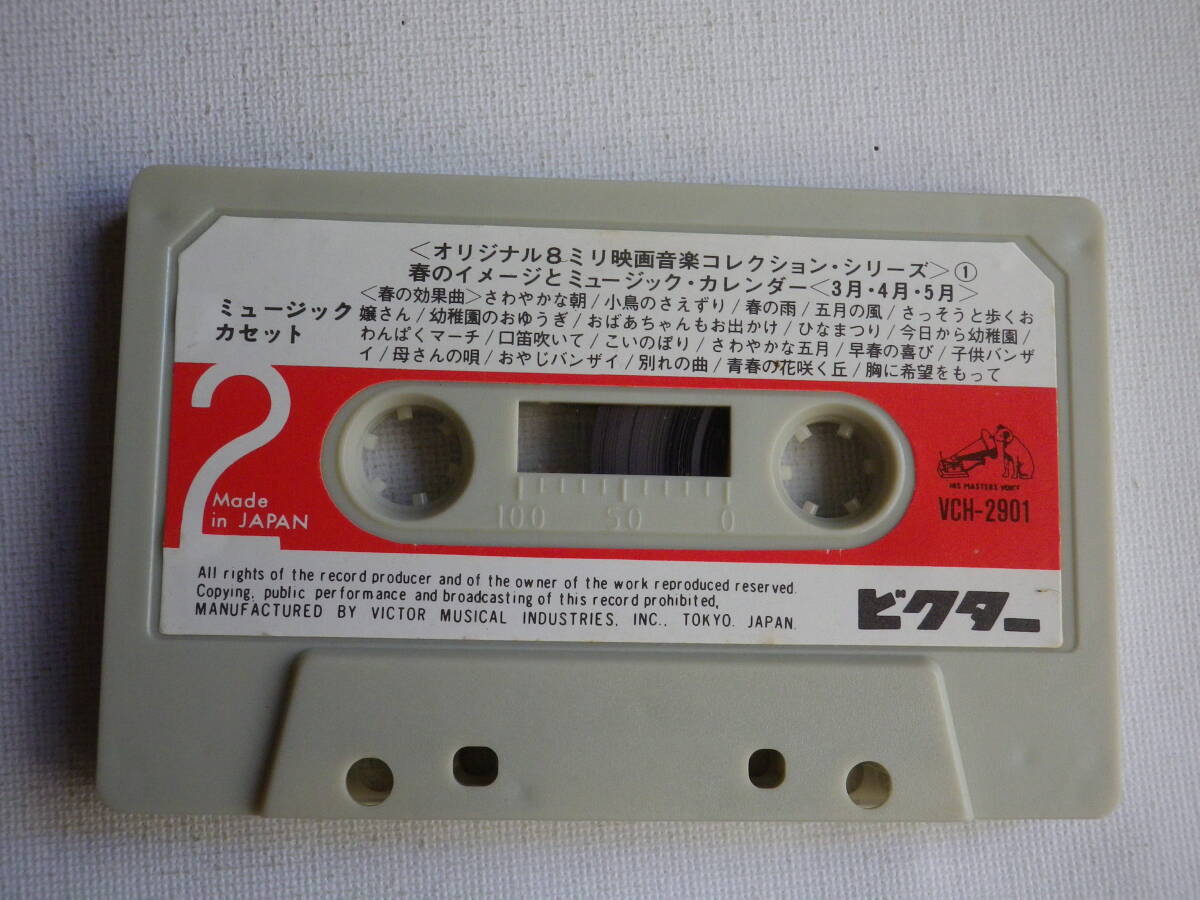 ＜オリジナル8ミリ映画音楽コレクション・シリーズ＞①
春のイメージとミュージック・カレンダー＜3月・4月・5月＞
ミュージック
カセット
＜春の効果曲＞さわやかな朝/小鳥のさえずり/春の雨/五月の風/さっそうと歩くお
嬢さん/幼稚園のおゆうぎ/おばあちゃんもお出かけ/ひなまつり/今日から幼稚園/
わんぱくマーチ/口笛吹いて/こいのぼり/さわやかな五月/早春の喜び/子供バンザ
イ/母さんの唄/おやじバンザイ/別れの曲/青春の花咲く丘/胸に希望をもって
2
Made
in JAPAN
100 50 0
HIS MASTERS VOICE
VCH-2901
All rights of the record producer and of the owner of the work reproduced reserved.
Copying, public performance and broadcasting of this record prohibited,
MANUFACTURED BY VICTOR MUSICAL INDUSTRIES, INC., TOKYO. JAPAN.
ビクター